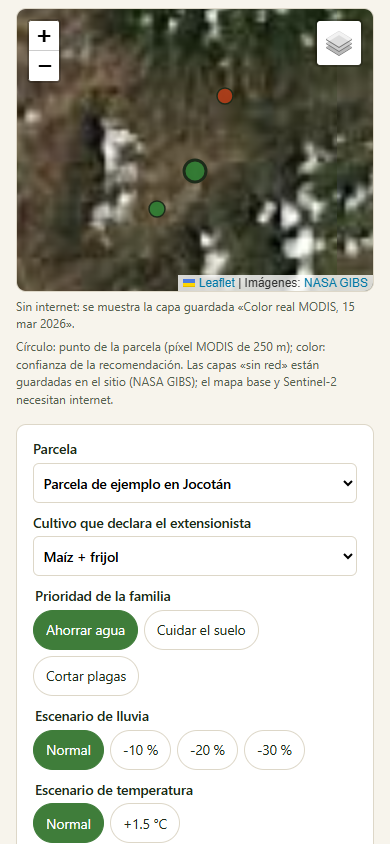 +
−
Leaflet | Imágenes: NASA GIBS
Sin internet: se muestra la capa guardada «Color real MODIS, 15
mar 2026».
Círculo: punto de la parcela (píxel MODIS de 250 m); color:
confianza de la recomendación. Las capas «sin red» están
guardadas en el sitio (NASA GIBS); el mapa base y Sentinel-2
necesitan internet.
Parcela
Parcela de ejemplo en Jocotán
Cultivo que declara el extensionista
Maíz + frijol
Prioridad de la familia
Ahorrar agua Cuidar el suelo
Cortar plagas
Escenario de lluvia
Normal -10 % -20 % -30 %
Escenario de temperatura
Normal +1.5 °C